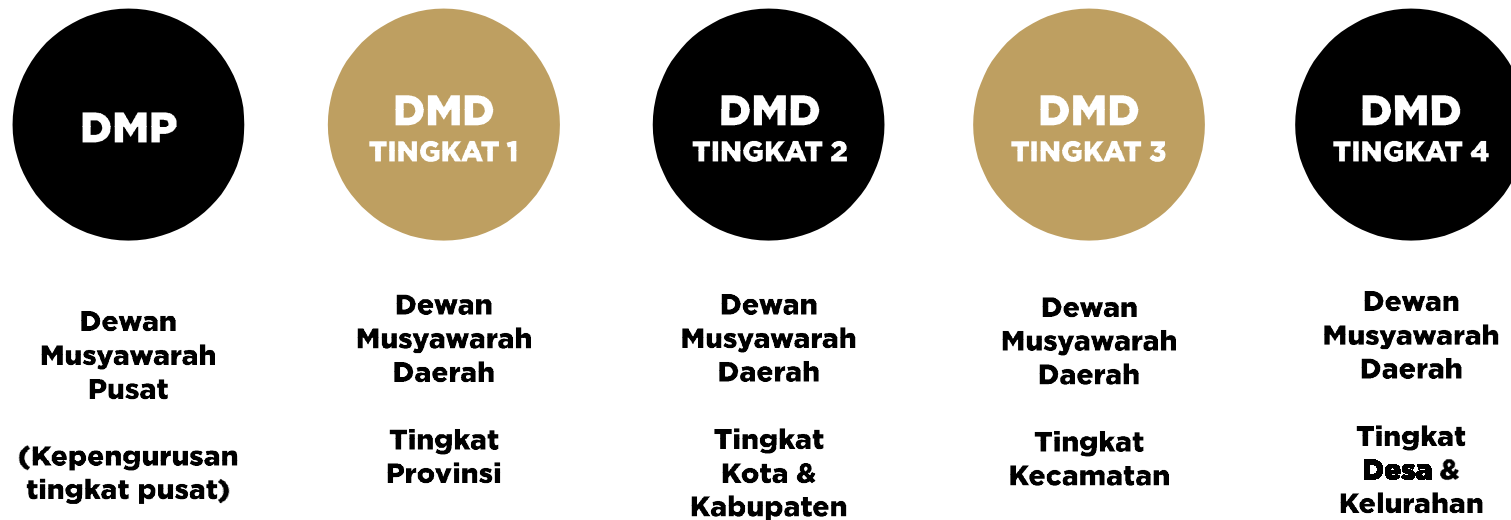 DMP
DMD
TINGKAT 1
DMD
TINGKAT 2
DMD
TINGKAT 3
DMD
TINGKAT 4
Dewan
Musyawarah
Pusat
(Kepengurusan
tingkat pusat)
Dewan
Musyawarah
Daerah
Tingkat
Provinsi
Dewan
Musyawarah
Daerah
Tingkat
Kota &
Kabupaten
Dewan
Musyawarah
Daerah
Tingkat
Kecamatan
Dewan
Musyawarah
Daerah
Tingkat
Desa &
Kelurahan